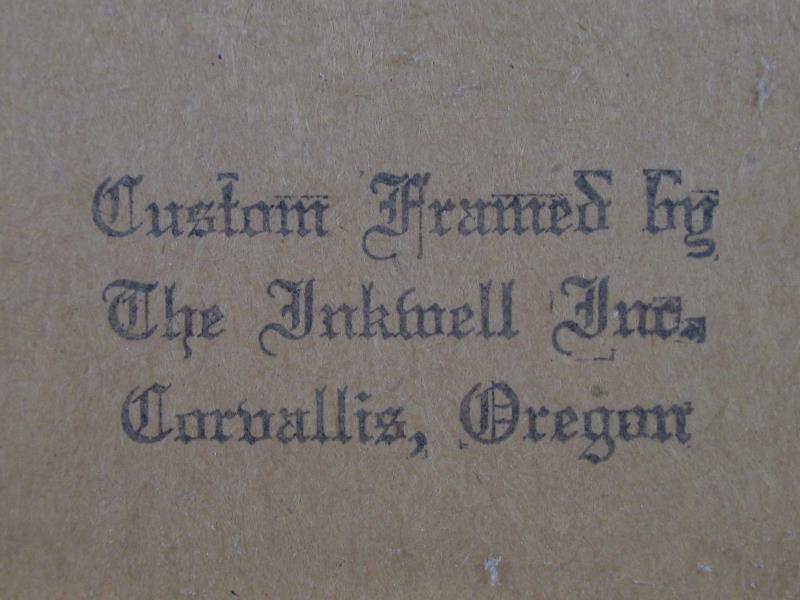 Custom Framed by
The Inkwell Inc.
Corvallis, Oregon